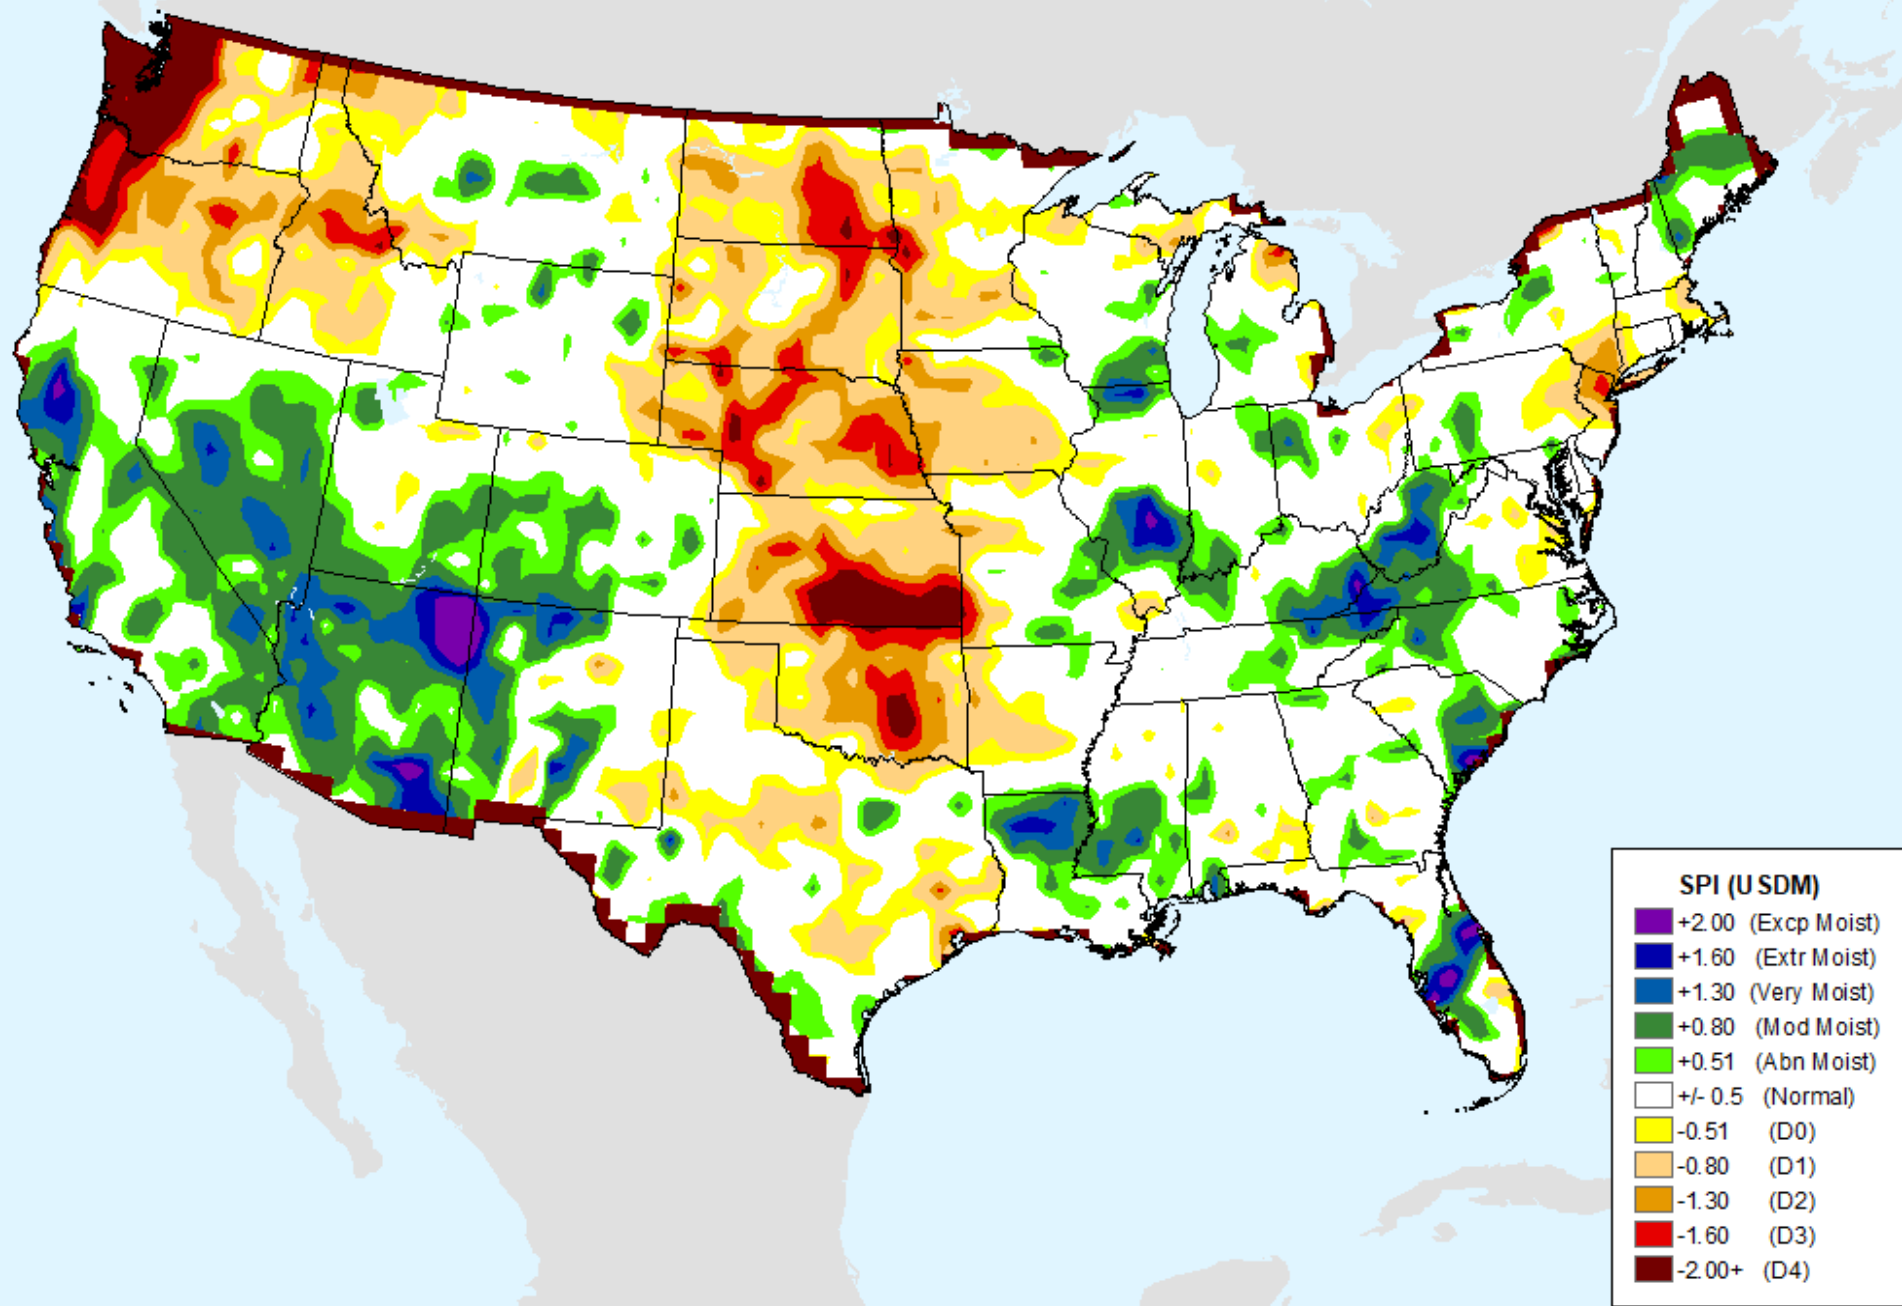 SPI (USDM)
+2.00 (Excp Moist)
+1.60 (Extr Moist)
+1.30 (Very Moist)
+0.80 (Mod Moist)
+0.51 (Abn Moist)
+/- 0.5 (Normal)
-0.51 (D0)
-0.80 (D1)
-1.30 (D2)
-1.60 (D3)
-2.00+ (D4)